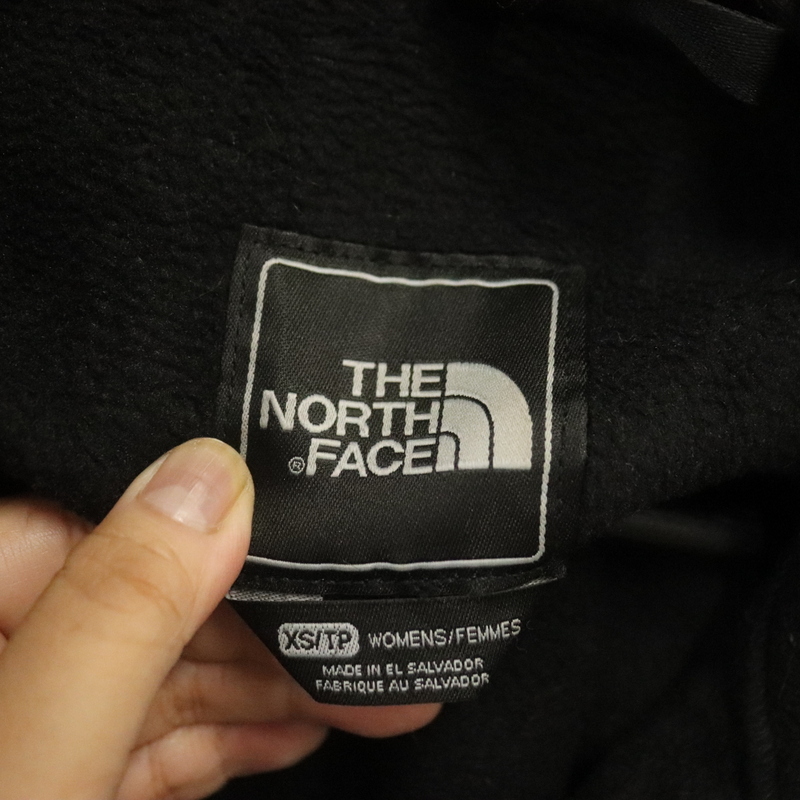 THE
NORTH
®FACE
XS/TP WOMENS/FEMMES
MADE IN EL SALVADOR
FABRIQUE AU SALVADOR